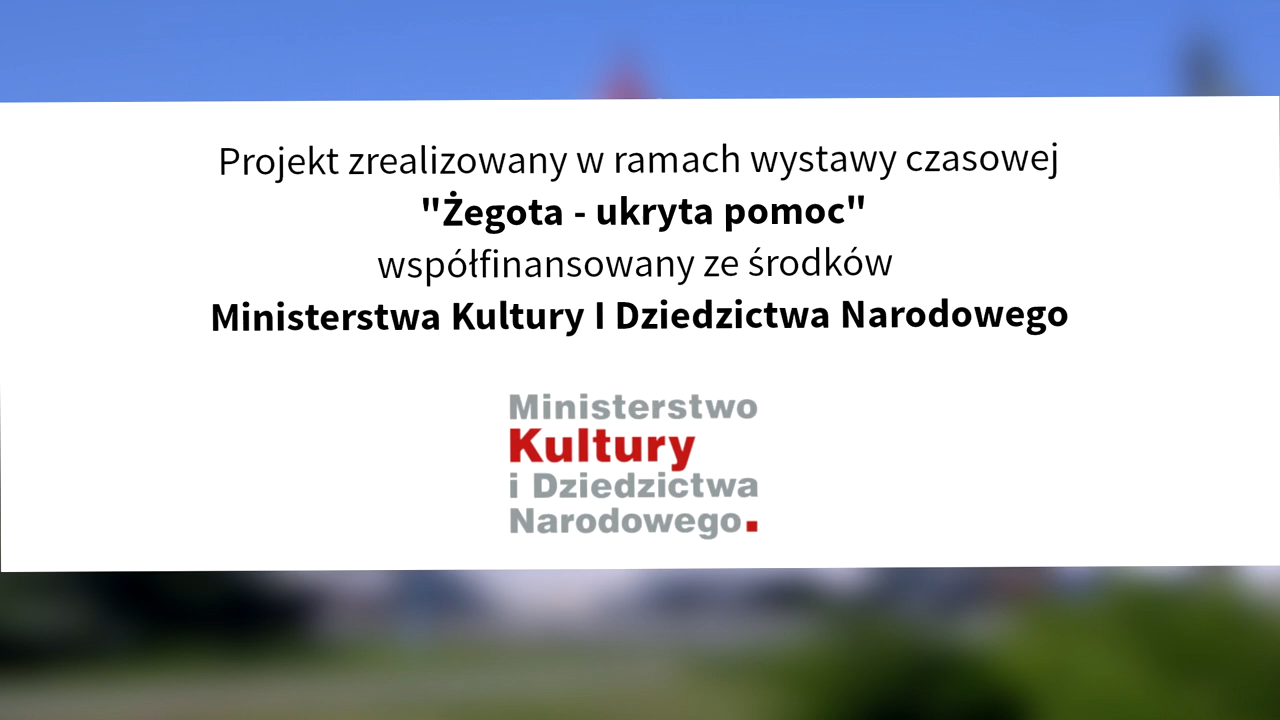 Projekt zrealizowany w ramach wystawy czasowej
"Żegota - ukryta pomoc"
współfinansowany ze środków
Ministerstwa Kultury I Dziedzictwa Narodowego
Ministerstwo
Kultury
i Dziedzictwa
Narodowego.